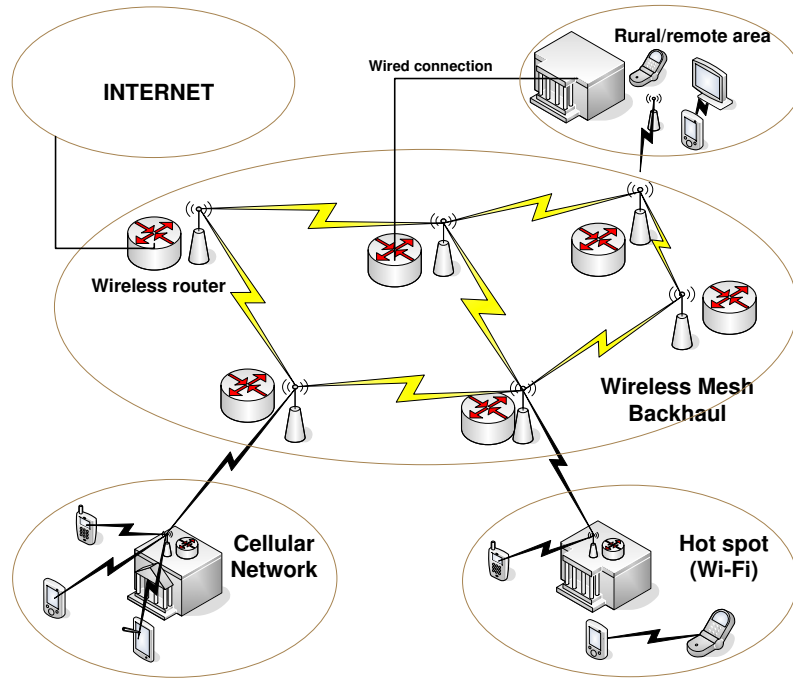 Rural/remote area
Wired connection
INTERNET
Wireless router
Wireless Mesh
Backhaul
Cellular
Network
Hot spot
(Wi-Fi)